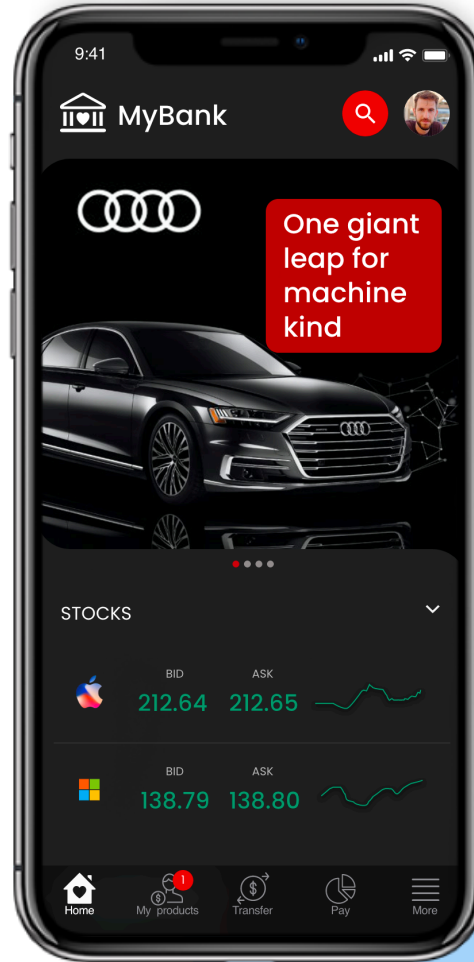 9:41
MyBank
One giant
leap for
machine
kind
STOCKS
BID ASK
212.64 212.65
BID ASK
138.79 138.80
1
Home My products Transfer Pay More